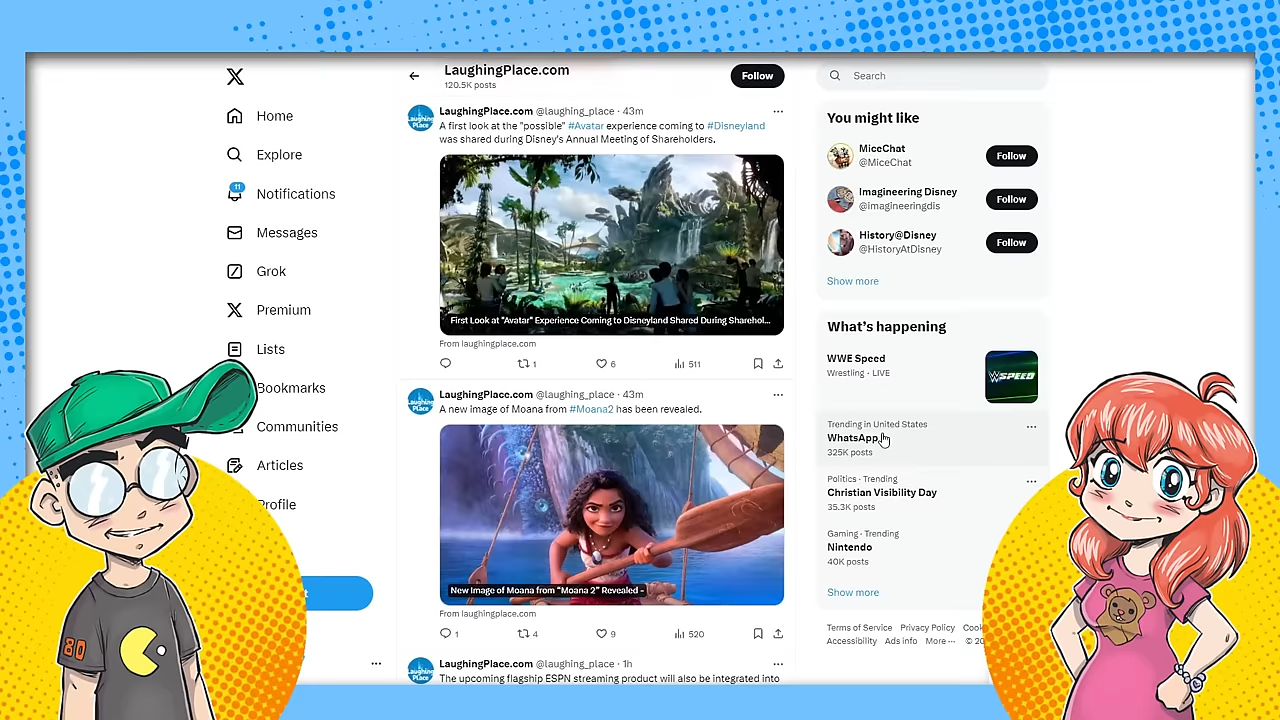 Home
Explore
11
Notifications
Messages
Grok
Premium
Lists
Bookmarks
Communities
Articles
Profile
LaughingPlace.com
120.5K posts
Follow
LaughingPlace.com @laughing_place · 43m
A first look at the "possible" #Avatar experience coming to #Disneyland
was shared during Disney's Annual Meeting of Shareholders.
First Look at "Avatar" Experience Coming to Disneyland Shared During Sharehol...
From laughingplace.com
1
6
511
LaughingPlace.com @laughing_place · 43m
A new image of Moana from #Moana2 has been revealed.
New Image of Moana from "Moana 2" Revealed -
From laughingplace.com
1
4
9
520
LaughingPlace.com @laughing_place · 1h
The upcoming flagship ESPN streaming product will also be integrated into
Search
You might like
MiceChat
@MiceChat
Follow
Imagineering Disney
@imagineeringdis
Follow
History@Disney
@HistoryAtDisney
Follow
Show more
What's happening
WWE Speed
Wrestling · LIVE
SPEED
Trending in United States
WhatsApp
325K posts
Politics · Trending
Christian Visibility Day
35.3K posts
Gaming · Trending
Nintendo
40K posts
Show more
Terms of Service Privacy Policy Cook
Accessibility Ads info More ··· © 20
80